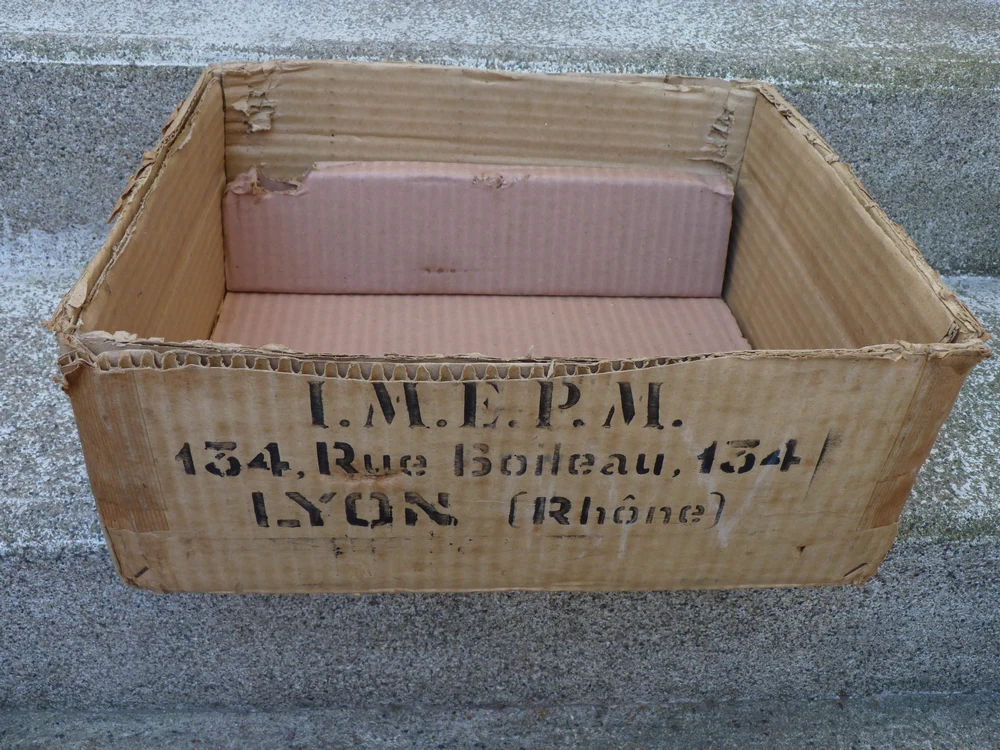 I.M.E.P.M.
134, Rue Boileau, 134
LYON (Rhône)